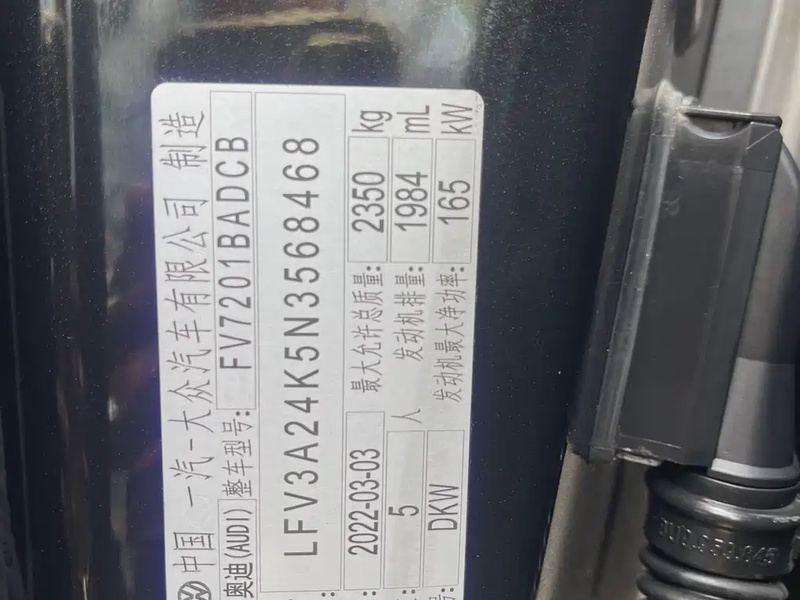 中国 一汽-大众汽车有限公司 制造
奥迪(AUDI) 整车型号: FV7201BADCB
LFV3A24K5N3568468
2022-03-03 最大允许总质量: 2350 kg
5 人 发动机排量: 1984 mL
DKW 发动机最大净功率: 165 kW